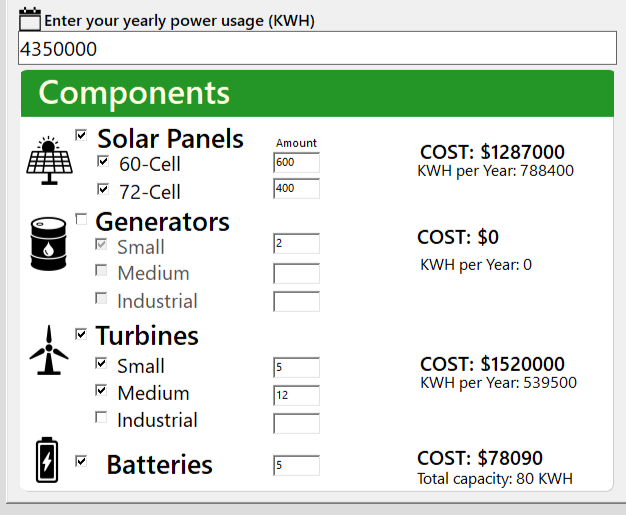 Enter your yearly power usage (KWH)
4350000
Components
Solar Panels
Amount
COST: $1287000
60-Cell
600
KWH per Year: 788400
72-Cell
400
Generators
COST: $0
Small
2
KWH per Year: 0
Medium
Industrial
Turbines
COST: $1520000
Small
5
KWH per Year: 539500
Medium
12
Industrial
COST: $78090
Batteries
5
Total capacity: 80 KWH